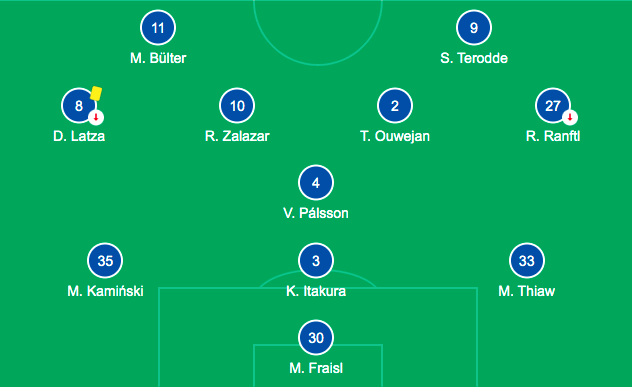 11 9
M. Bülter S. Terodde
8 10 2 27
D. Latza R. Zalazar T. Ouwejan R. Ranftl
4
V. Pálsson
35 3 33
M. Kamiński K. Itakura M. Thiaw
30
M. Fraisl